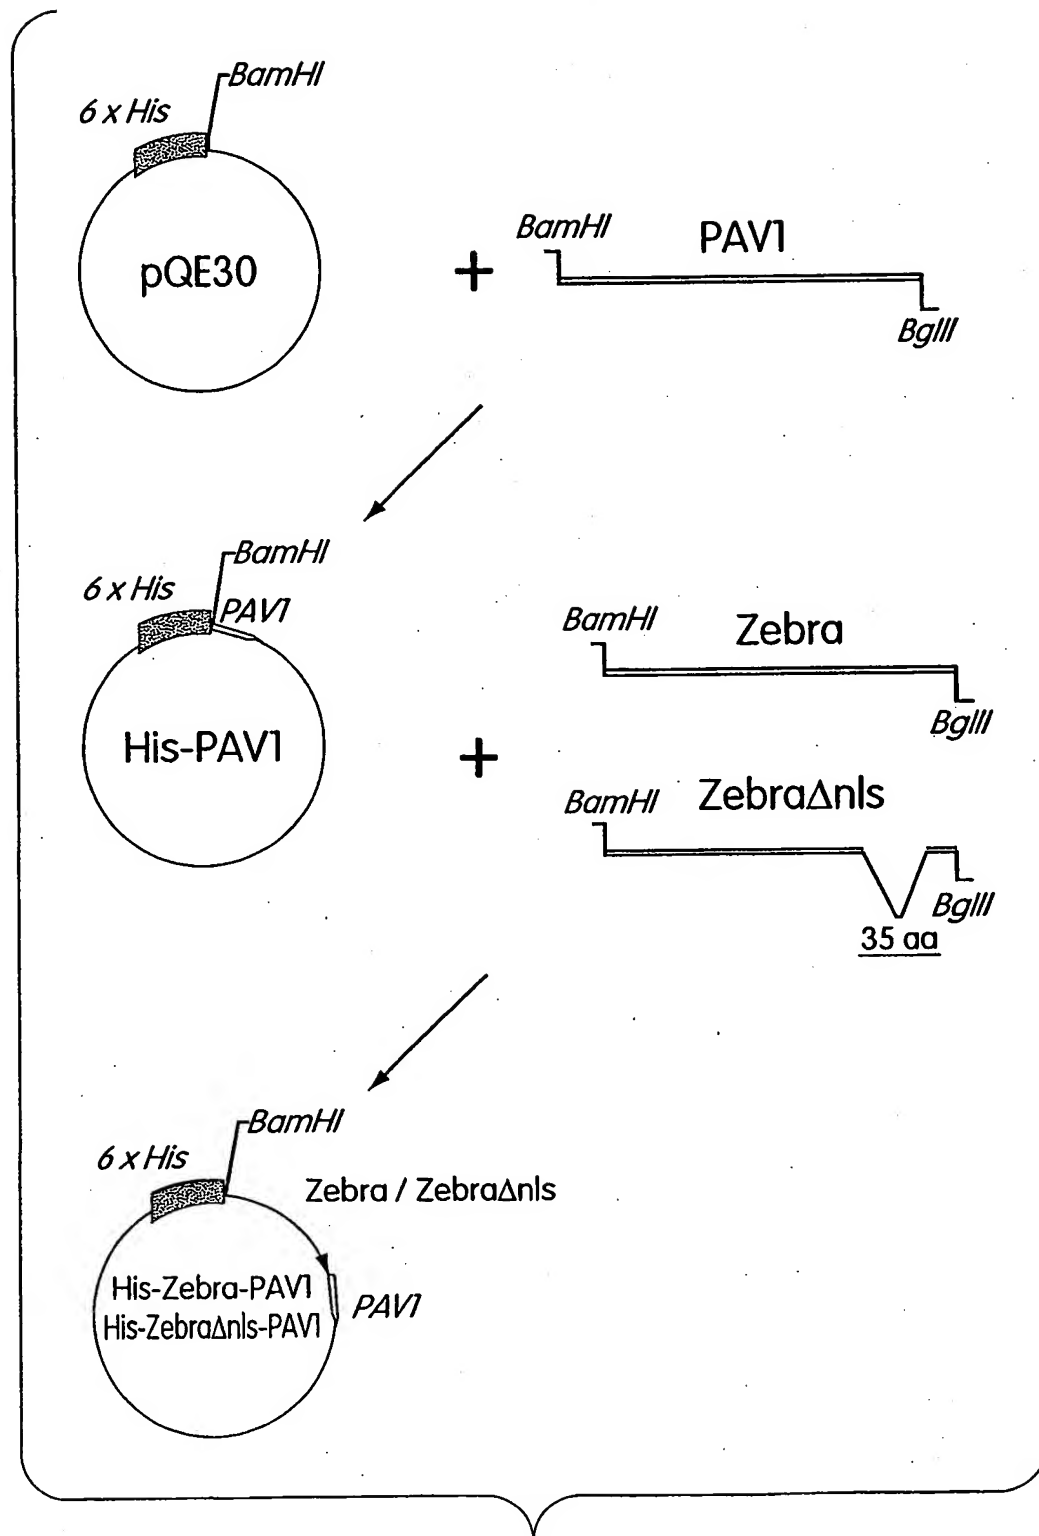 BamHI
6 x His
pQE30
+
BamHI
PAV1
BglII
BamHI
6 x His
PAV1
His-PAV1
+
BamHI
Zebra
BglII
BamHI
ZebraΔnls
BglII
35 aa
BamHI
6 x His
Zebra / ZebraΔnls
His-Zebra-PAV1
His-ZebraΔnls-PAV1
PAV1